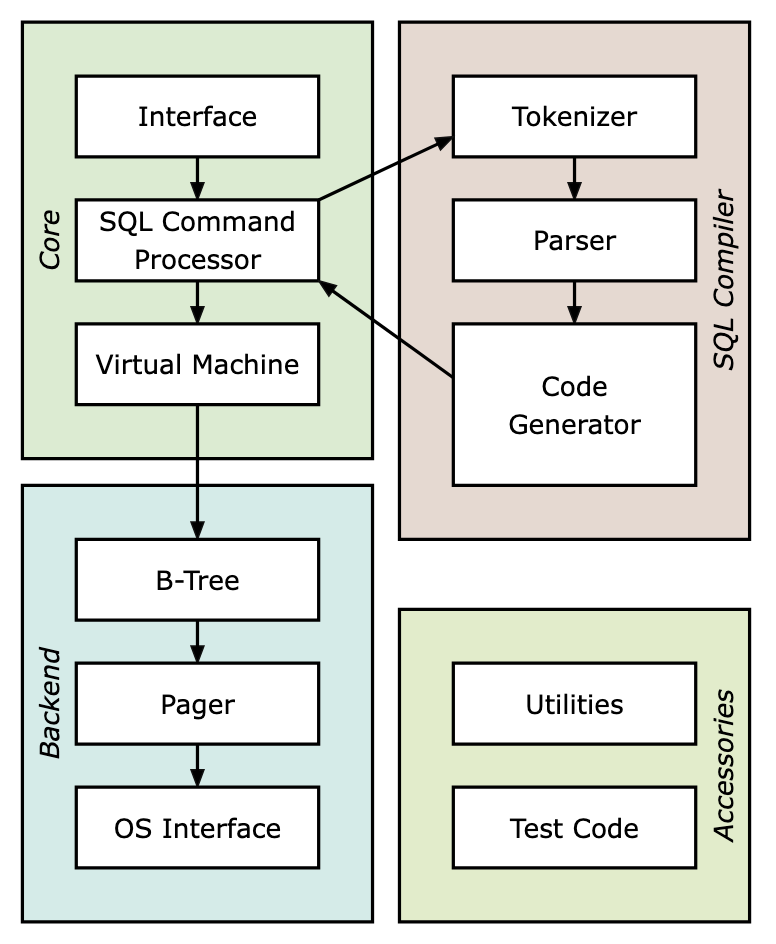 Core
Interface
SQL Command
Processor
Virtual Machine
SQL Compiler
Tokenizer
Parser
Code
Generator
Backend
B-Tree
Pager
OS Interface
Accessories
Utilities
Test Code